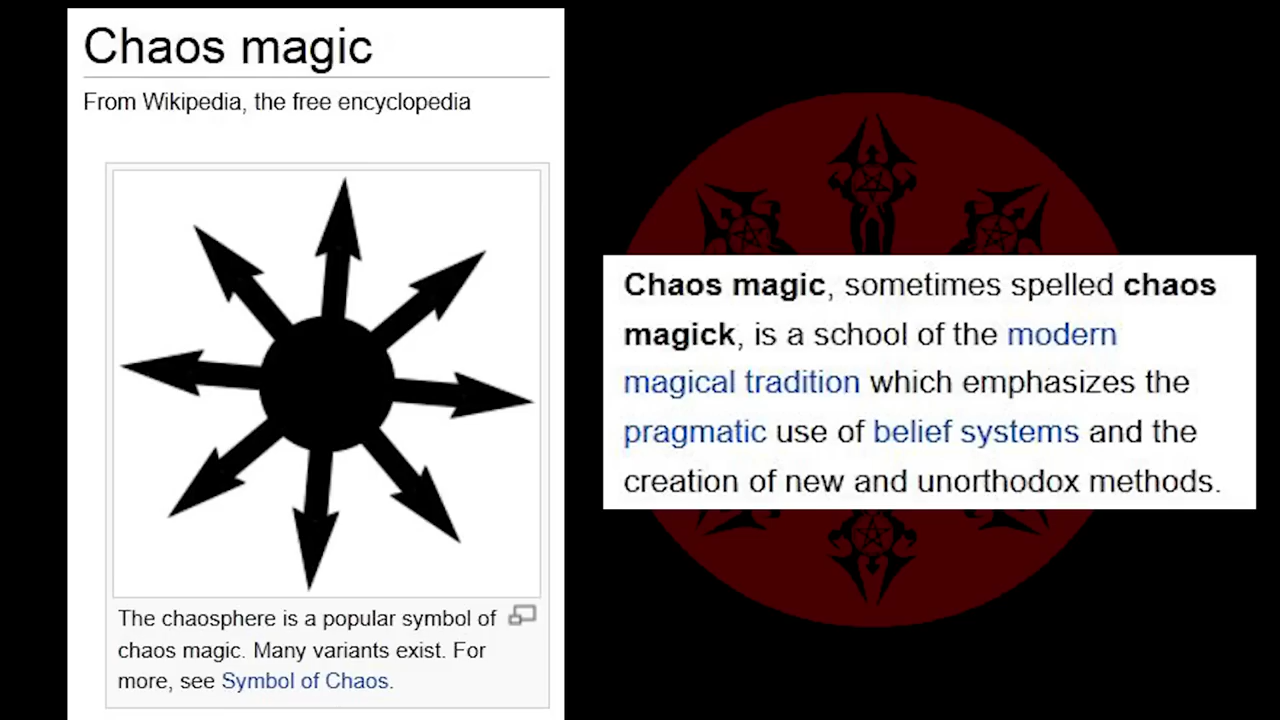 Chaos magic
From Wikipedia, the free encyclopedia
The chaosphere is a popular symbol of
chaos magic. Many variants exist. For
more, see Symbol of Chaos.
Chaos magic, sometimes spelled chaos
magick, is a school of the modern
magical tradition which emphasizes the
pragmatic use of belief systems and the
creation of new and unorthodox methods.